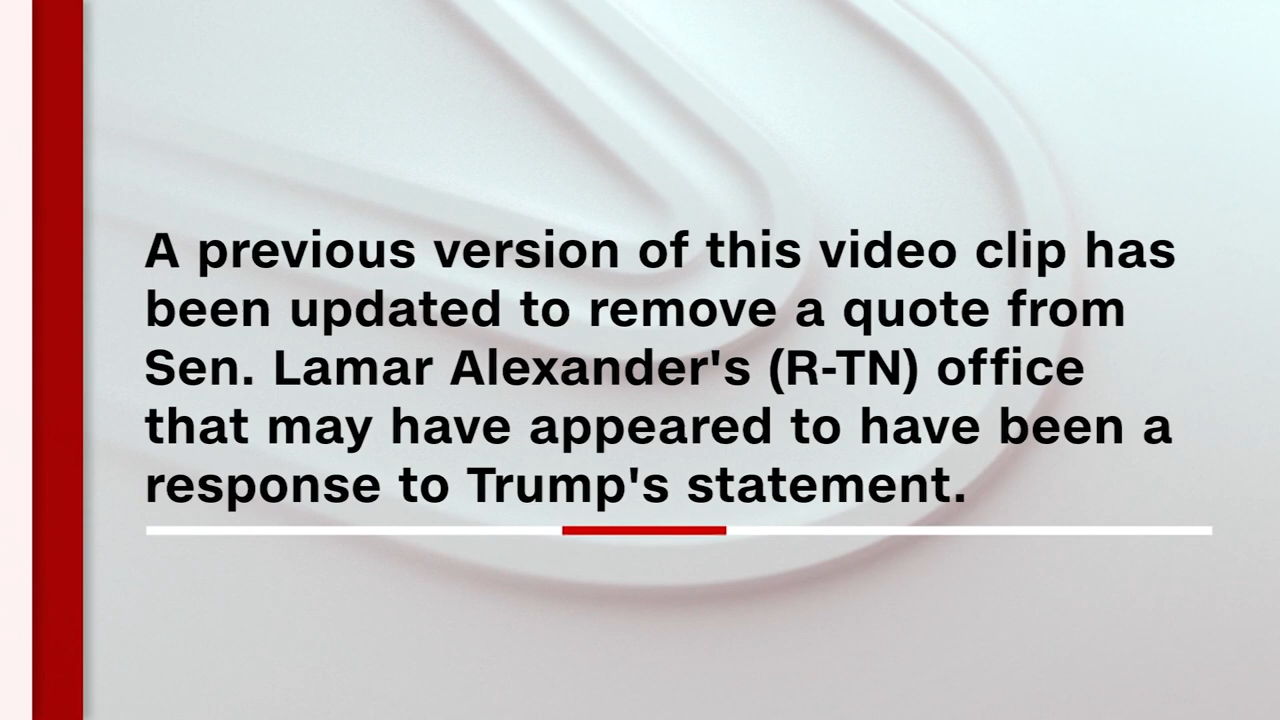 A previous version of this video clip has
been updated to remove a quote from
Sen. Lamar Alexander's (R-TN) office
that may have appeared to have been a
response to Trump's statement.